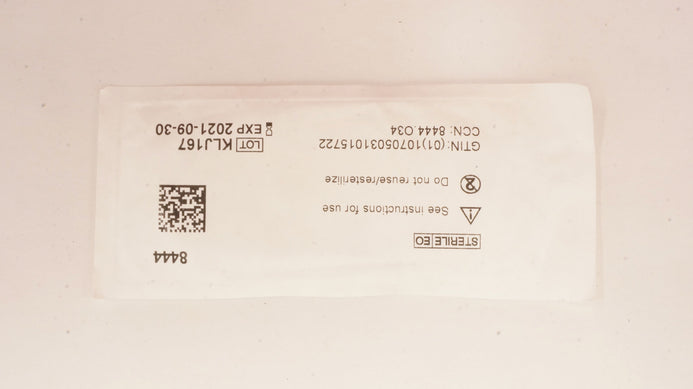 8444
STERILE EO
See instructions for use
Do not reuse/resterilize
GTIN: (01)10705031015722
CCN: 8444.O34
LOT KLJ167
EXP 2021-09-30